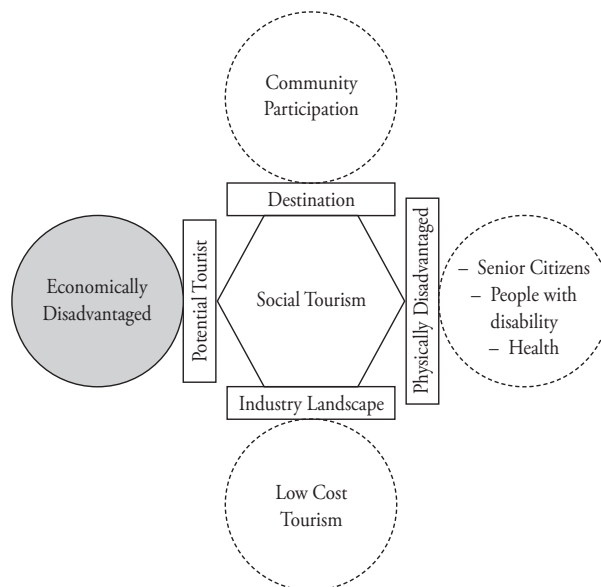 Community
Participation
Destination
Economically
Disadvantaged
Potential Tourist
Social Tourism
Physically Disadvantaged
– Senior Citizens
– People with
disability
– Health
Industry Landscape
Low Cost
Tourism